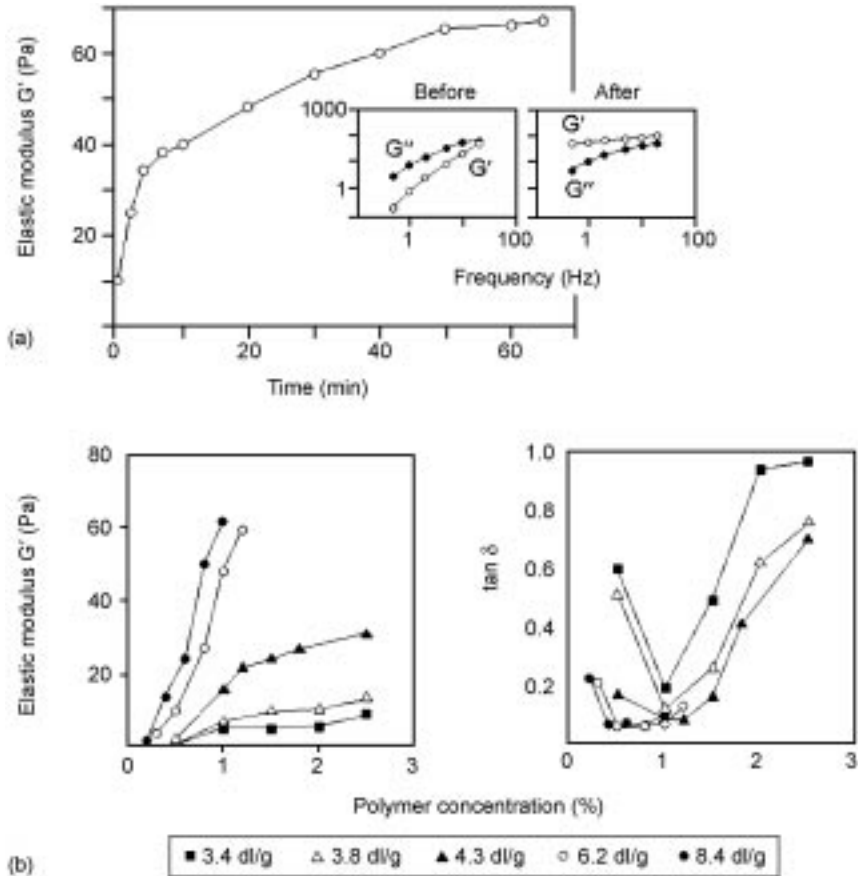 Elastic modulus G' (Pa)
60
40
20
0 20 40 60
Time (min)
Before After
1000
G" G'
G' G"
1
1 100 1 100
Frequency (Hz)
(a)
Elastic modulus G' (Pa)
80
60
40
20
0 1 2 3
tan δ
1.0
0.8
0.6
0.4
0.2
0 1 2 3
Polymer concentration (%)
(b)
3.4 dl/g 3.8 dl/g 4.3 dl/g 6.2 dl/g 8.4 dl/g